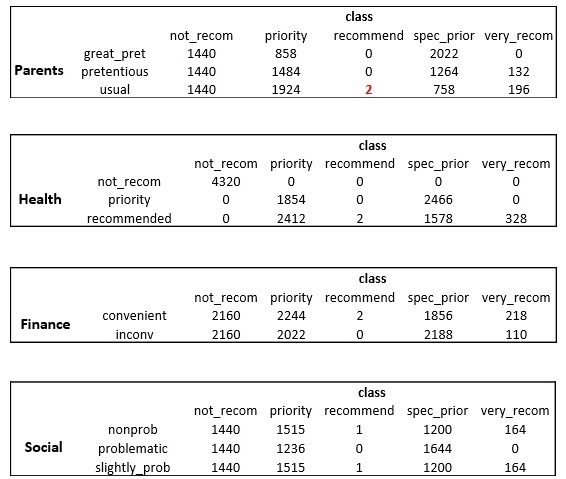 class
not_recom priority recommend spec_prior very_recom
great_pret 1440 858 0 2022 0
Parents pretentious 1440 1484 0 1264 132
usual 1440 1924 2 758 196
class
not_recom priority recommend spec_prior very_recom
not_recom 4320 0 0 0 0
Health priority 0 1854 0 2466 0
recommended 0 2412 2 1578 328
class
not_recom priority recommend spec_prior very_recom
convenient 2160 2244 2 1856 218
Finance
inconv 2160 2022 0 2188 110
class
not_recom priority recommend spec_prior very_recom
nonprob 1440 1515 1 1200 164
Social problematic 1440 1236 0 1644 0
slightly_prob 1440 1515 1 1200 164